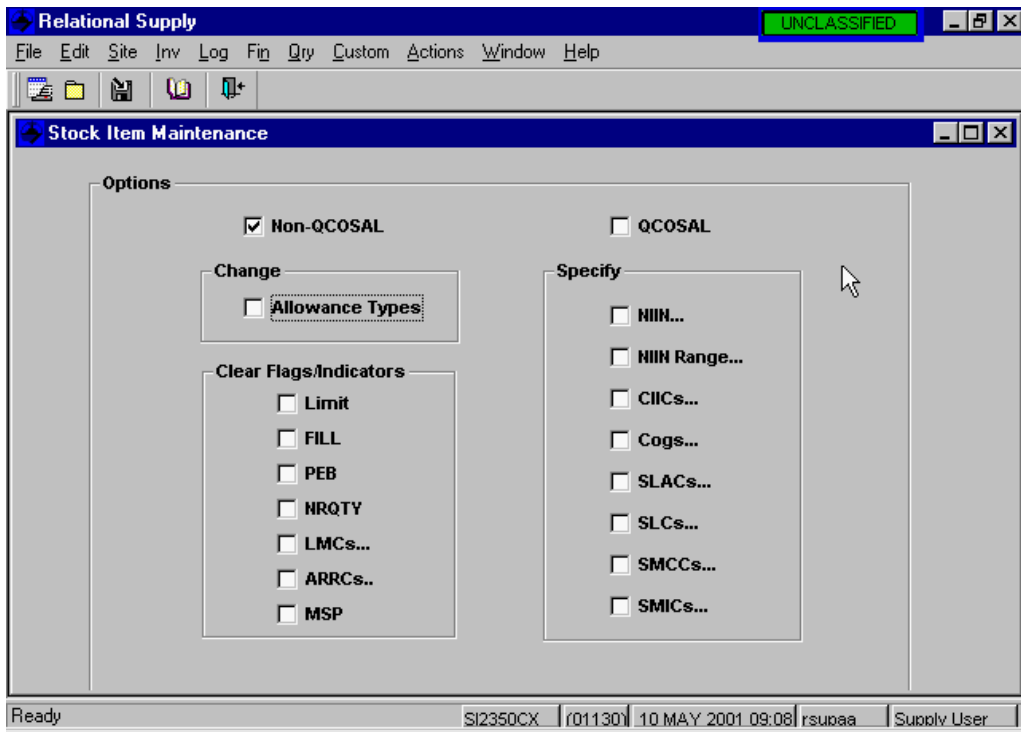 Relational Supply
UNCLASSIFIED
File Edit Site Inv Log Fin Qry Custom Actions Window Help
Stock Item Maintenance
Options
Non-QCOSAL
QCOSAL
Change
Allowance Types
Clear Flags/Indicators
Limit
FILL
PEB
NRQTY
LMCs...
ARRCs..
MSP
Specify
NIIN...
NIIN Range...
CIICs...
Cogs...
SLACs...
SLCs...
SMCCs...
SMICs...
Ready
SI2350CX (01130) 10 MAY 2001 09:08 rsupaa Supply User